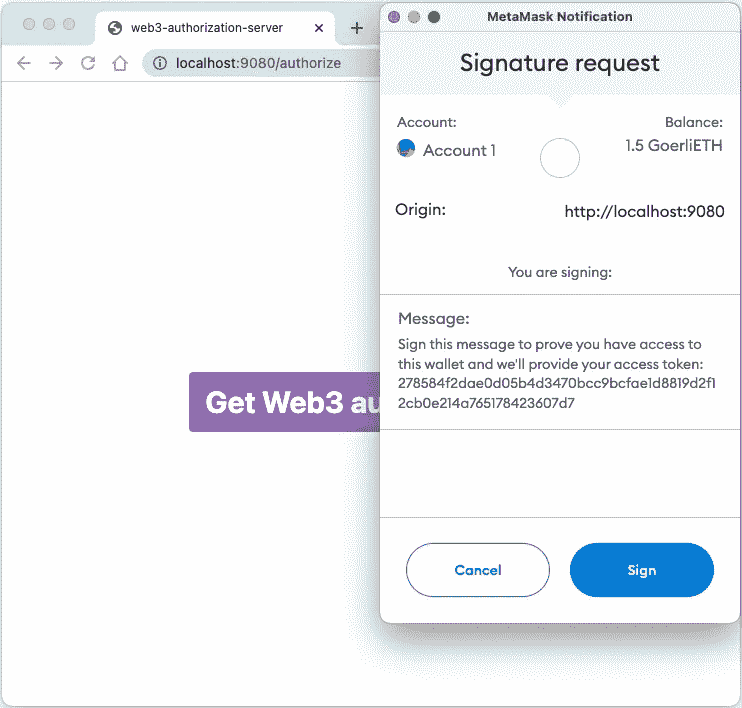 web3-authorization-server
localhost:9080/authorize
Get Web3 au
MetaMask Notification
Signature request
Account:
Balance:
Account 1
1.5 GoerliETH
Origin:
http://localhost:9080
You are signing:
Message:
Sign this message to prove you have access to
this wallet and we'll provide your access token:
278584f2dae0d05b4d3470bcc9bcfae1d8819d2f1
2cb0e214a765178423607d7
Cancel
Sign